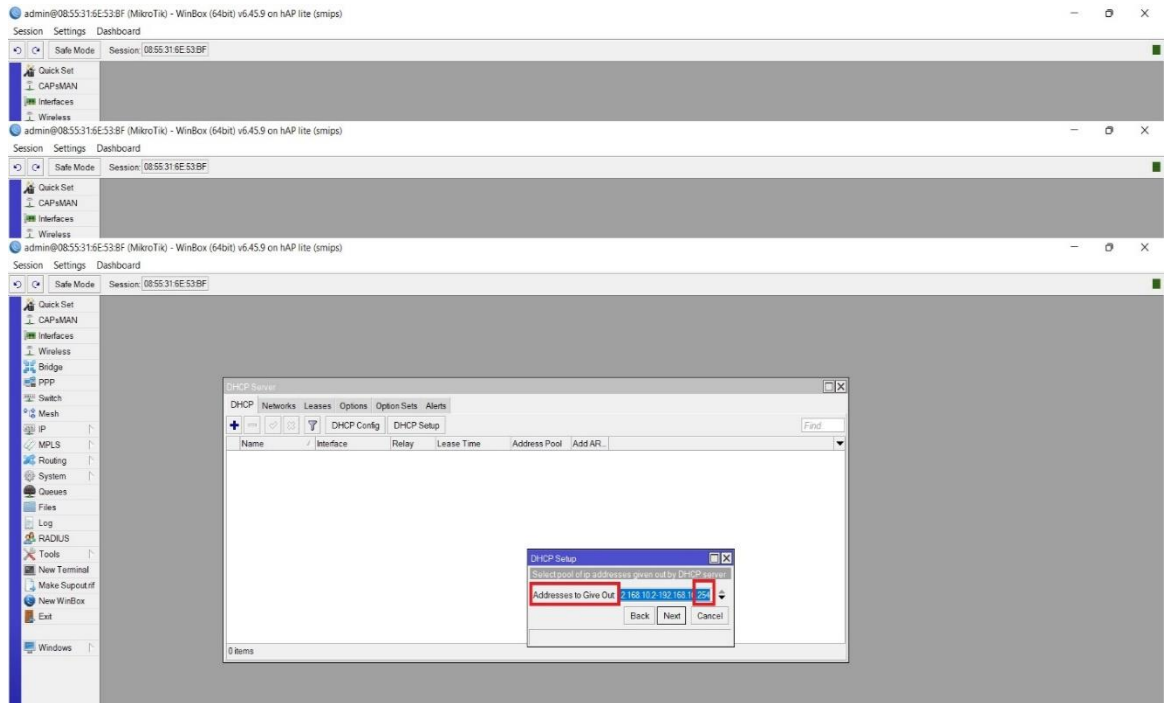 admin@08:55:31:6E:53:BF (MikroTik) - WinBox (64bit) v6.45.9 on hAP lite (smips)
Session Settings Dashboard
Safe Mode Session: 08:55:31:6E:53:BF
Quick Set
CAPsMAN
Interfaces
Wireless
admin@08:55:31:6E:53:BF (MikroTik) - WinBox (64bit) v6.45.9 on hAP lite (smips)
Session Settings Dashboard
Safe Mode Session: 08:55:31:6E:53:BF
Quick Set
CAPsMAN
Interfaces
Wireless
admin@08:55:31:6E:53:BF (MikroTik) - WinBox (64bit) v6.45.9 on hAP lite (smips)
Session Settings Dashboard
Safe Mode Session: 08:55:31:6E:53:BF
Quick Set
CAPsMAN
Interfaces
Wireless
Bridge
PPP
Switch
Mesh
IP
MPLS
Routing
System
Queues
Files
Log
RADIUS
Tools
New Terminal
Make Supout.rif
New WinBox
Exit
Windows
DHCP Server
DHCP Networks Leases Options Option Sets Alerts
DHCP Config DHCP Setup Find
Name Interface Relay Lease Time Address Pool Add AR...
DHCP Setup
Select pool of ip addresses given out by DHCP server
Addresses to Give Out: 2.168.10.2-192.168.10.254
Back Next Cancel
0 items